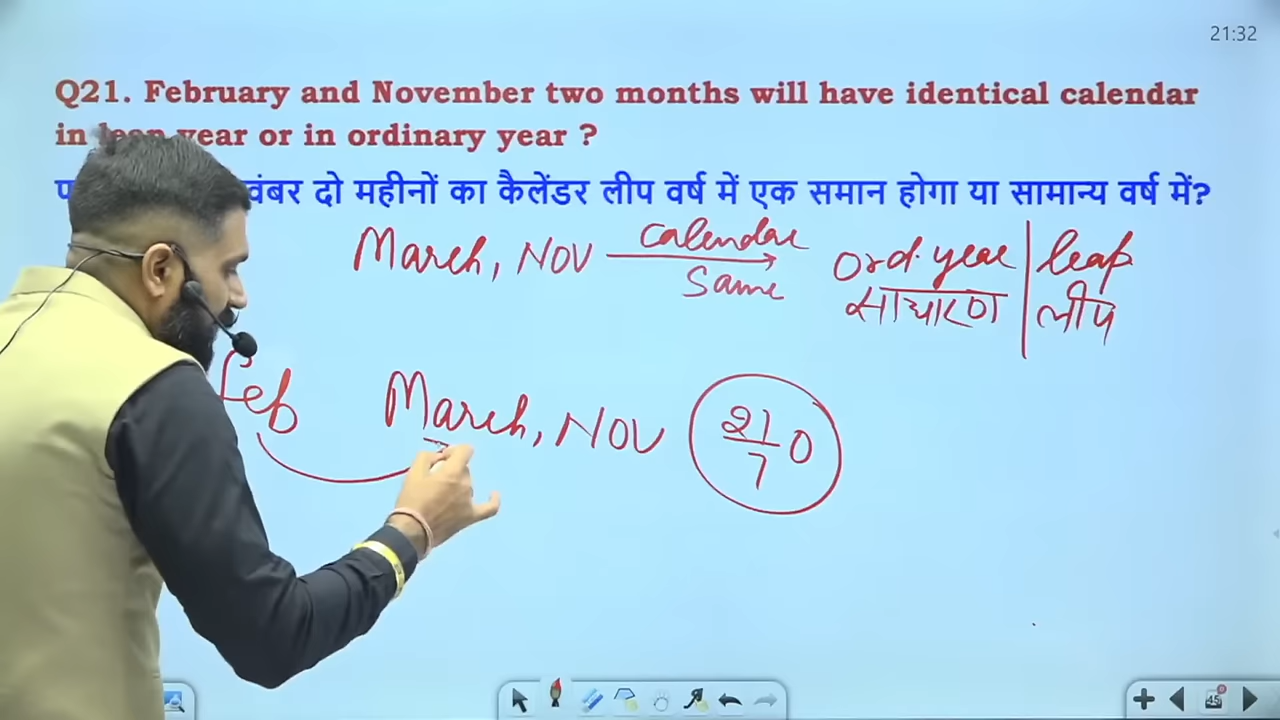 21:32
Q21. February and November two months will have identical calendar
in leap year or in ordinary year ?
वंबर दो महीनों का कैलेंडर लीप वर्ष में एक समान होगा या सामान्य वर्ष में?
March, Nov calendar same Ord. year | leap
साधारण | लीप
Feb March, Nov 21/7 0
45